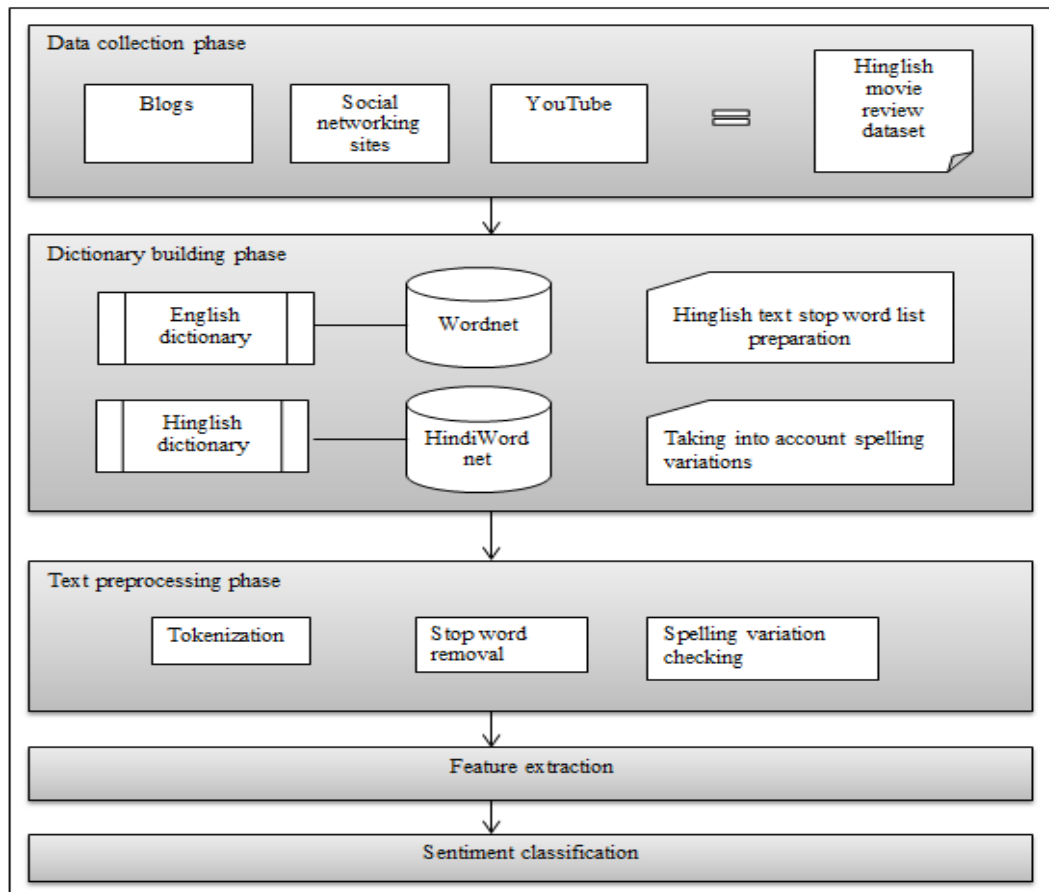 Data collection phase
Blogs
Social
networking
sites
YouTube
Hinglish
movie
review
dataset
Dictionary building phase
English
dictionary
Wordnet
Hinglish text stop word list
preparation
Hinglish
dictionary
HindiWord
net
Taking into account spelling
variations
Text preprocessing phase
Tokenization
Stop word
removal
Spelling variation
checking
Feature extraction
Sentiment classification